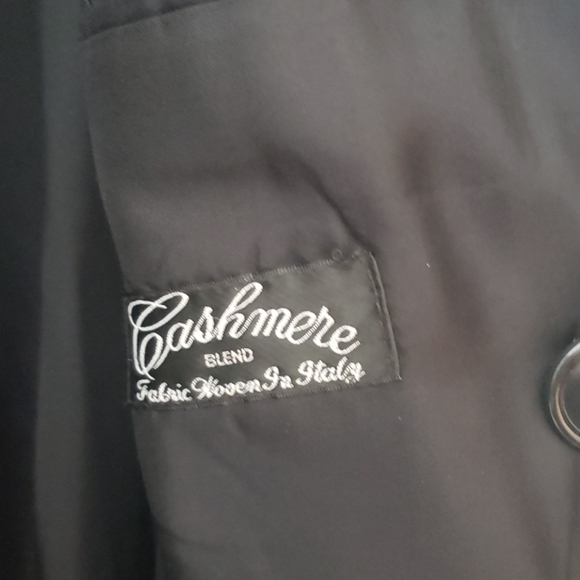 Cashmere
BLEND
Fabric Woven In Italy